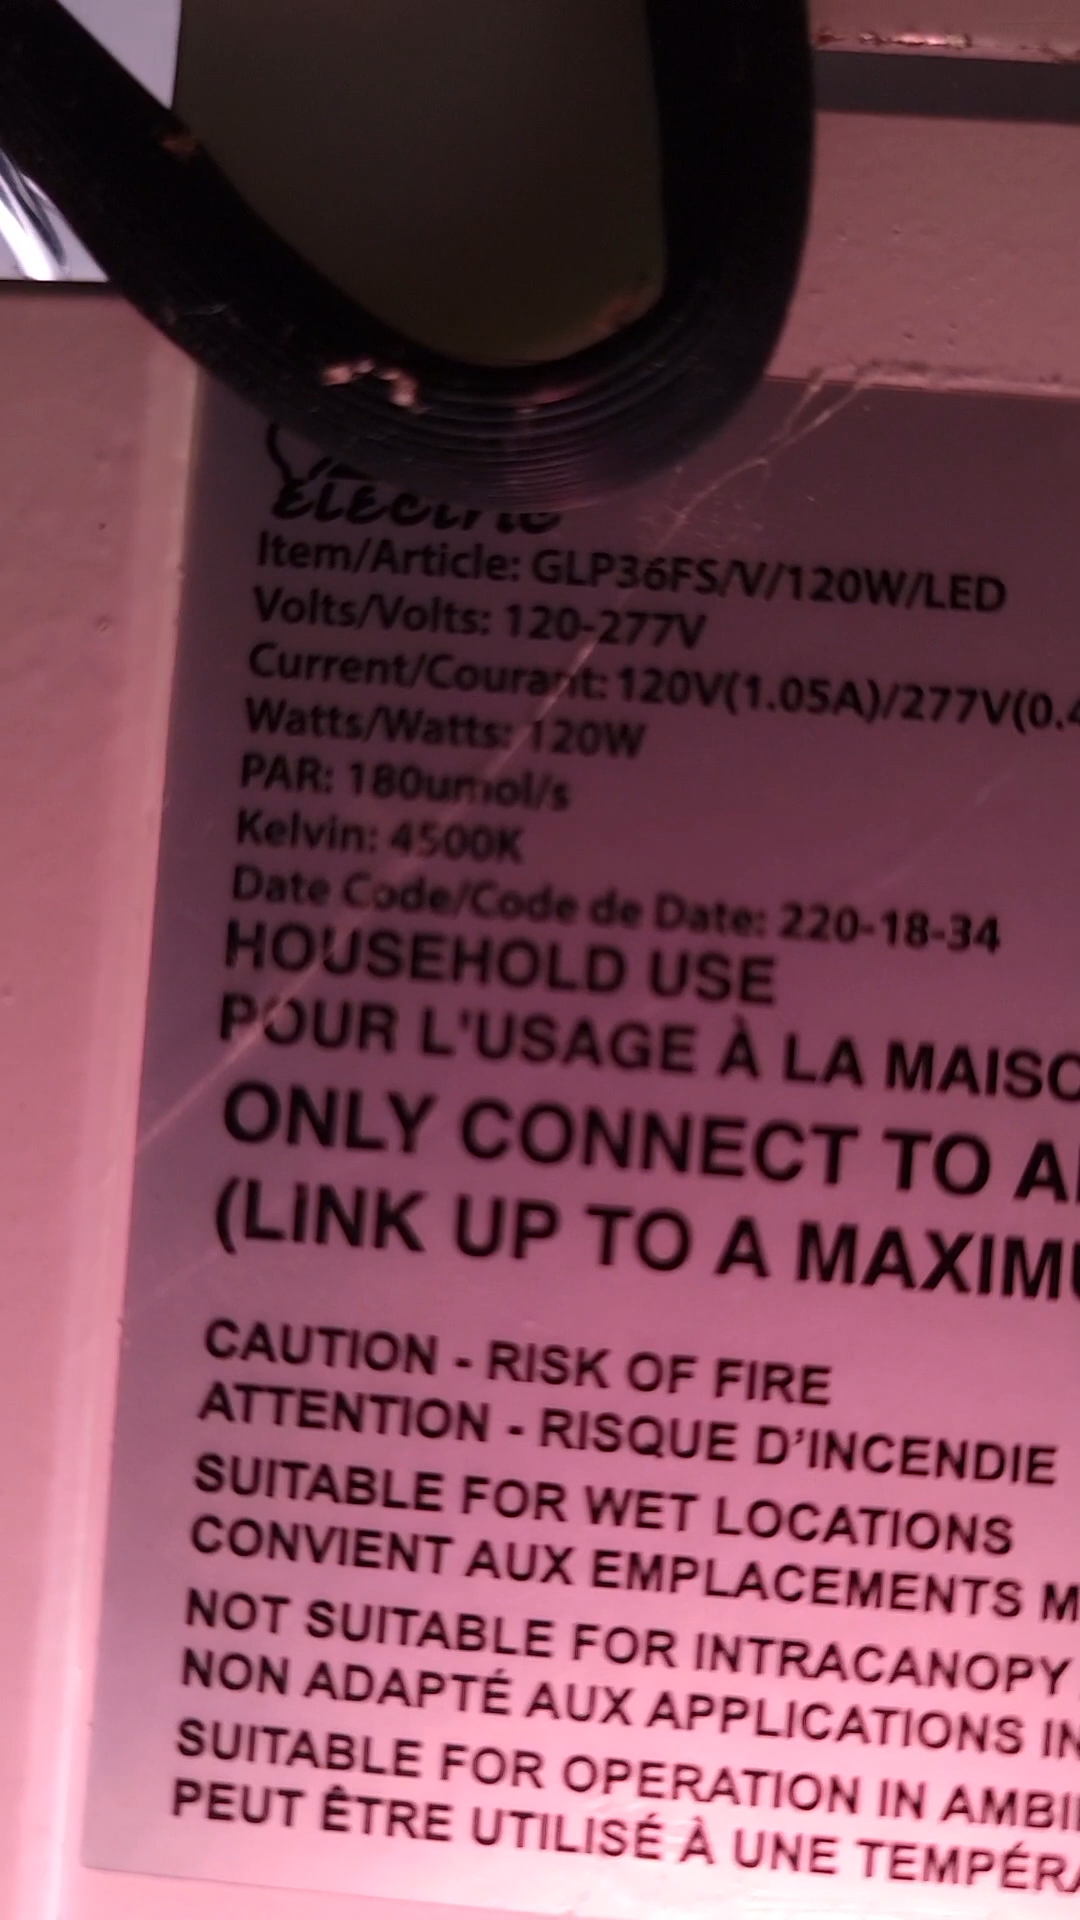 ELECTRIC
Item/Article: GLP36FS/V/120W/LED
Volts/Volts: 120-277V
Current/Courant: 120V(1.05A)/277V(0.4
Watts/Watts: 120W
PAR: 180umol/s
Kelvin: 4500K
Date Code/Code de Date: 220-18-34
HOUSEHOLD USE
POUR L'USAGE À LA MAISO
ONLY CONNECT TO A
(LINK UP TO A MAXIMU
CAUTION - RISK OF FIRE
ATTENTION - RISQUE D'INCENDIE
SUITABLE FOR WET LOCATIONS
CONVIENT AUX EMPLACEMENTS M
NOT SUITABLE FOR INTRACANOPY
NON ADAPTÉ AUX APPLICATIONS IN
SUITABLE FOR OPERATION IN AMBI
PEUT ÊTRE UTILISÉ À UNE TEMPÉRA